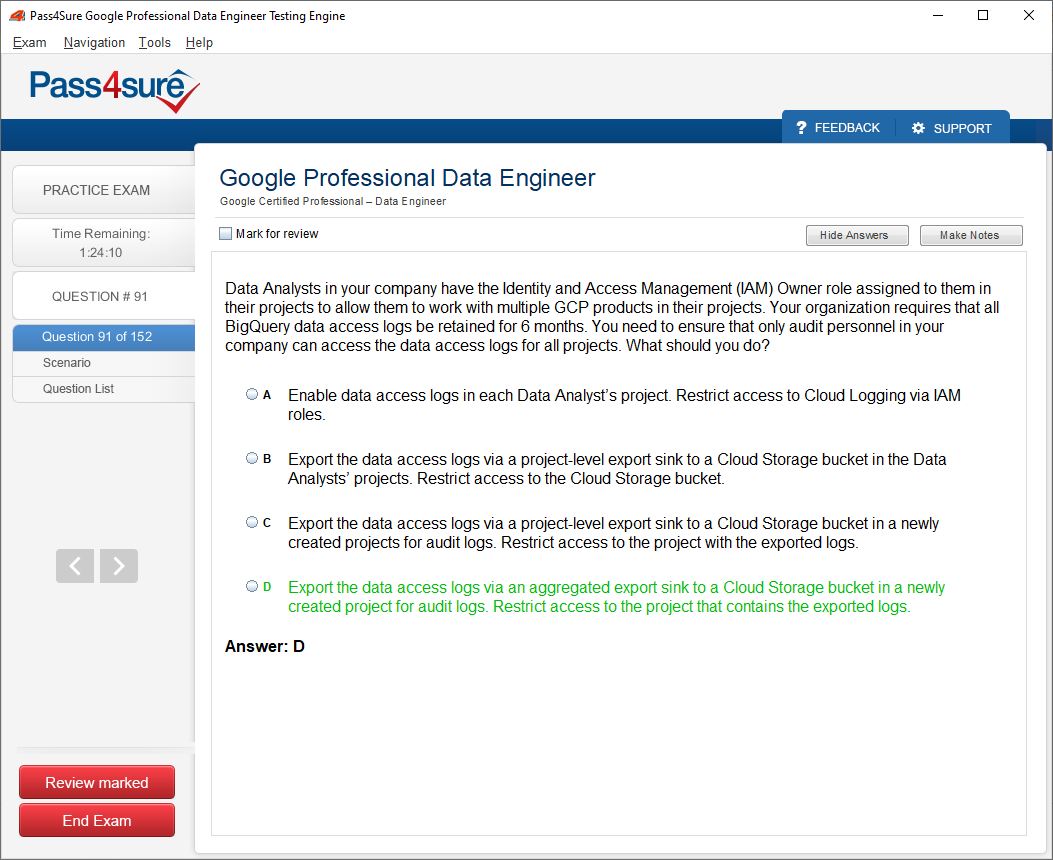 Pass4Sure Google Professional Data Engineer Testing Engine
Exam Navigation Tools Help
Pass4sure
? FEEDBACK SUPPORT
PRACTICE EXAM
Time Remaining:
1:24:10
QUESTION # 91
Question 91 of 152
Scenario
Question List
Review marked
End Exam
Google Professional Data Engineer
Google Certified Professional – Data Engineer
Mark for review
Hide Answers Make Notes
Data Analysts in your company have the Identity and Access Management (IAM) Owner role assigned to them in
their projects to allow them to work with multiple GCP products in their projects. Your organization requires that all
BigQuery data access logs be retained for 6 months. You need to ensure that only audit personnel in your
company can access the data access logs for all projects. What should you do?
A Enable data access logs in each Data Analyst’s project. Restrict access to Cloud Logging via IAM
roles.
B Export the data access logs via a project-level export sink to a Cloud Storage bucket in the Data
Analysts’ projects. Restrict access to the Cloud Storage bucket.
C Export the data access logs via a project-level export sink to a Cloud Storage bucket in a newly
created projects for audit logs. Restrict access to the project with the exported logs.
D Export the data access logs via an aggregated export sink to a Cloud Storage bucket in a newly
created project for audit logs. Restrict access to the project that contains the exported logs.
Answer: D